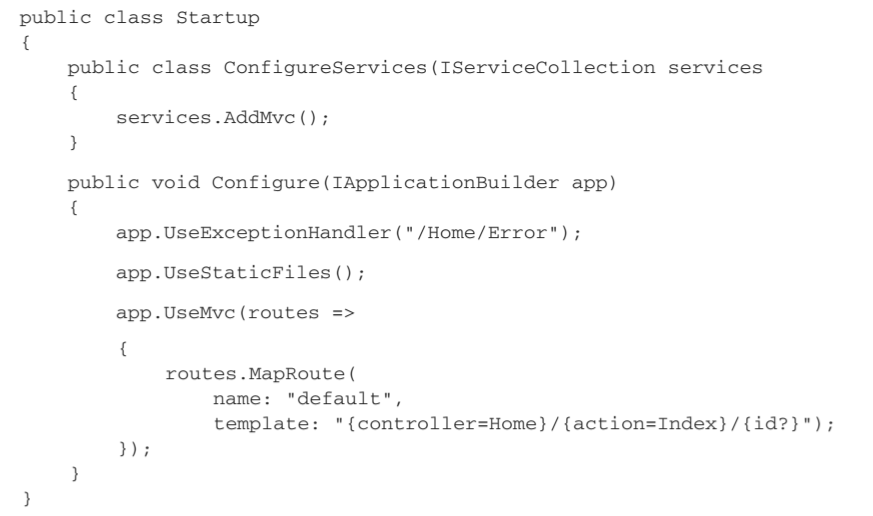 public class Startup
{
    public class ConfigureServices(IServiceCollection services
    {
        services.AddMvc();
    }
    public void Configure(IApplicationBuilder app)
    {
        app.UseExceptionHandler("/Home/Error");
        app.UseStaticFiles();
        app.UseMvc(routes =>
        {
            routes.MapRoute(
                name: "default",
                template: "{controller=Home}/{action=Index}/{id?}");
        });
    }
}